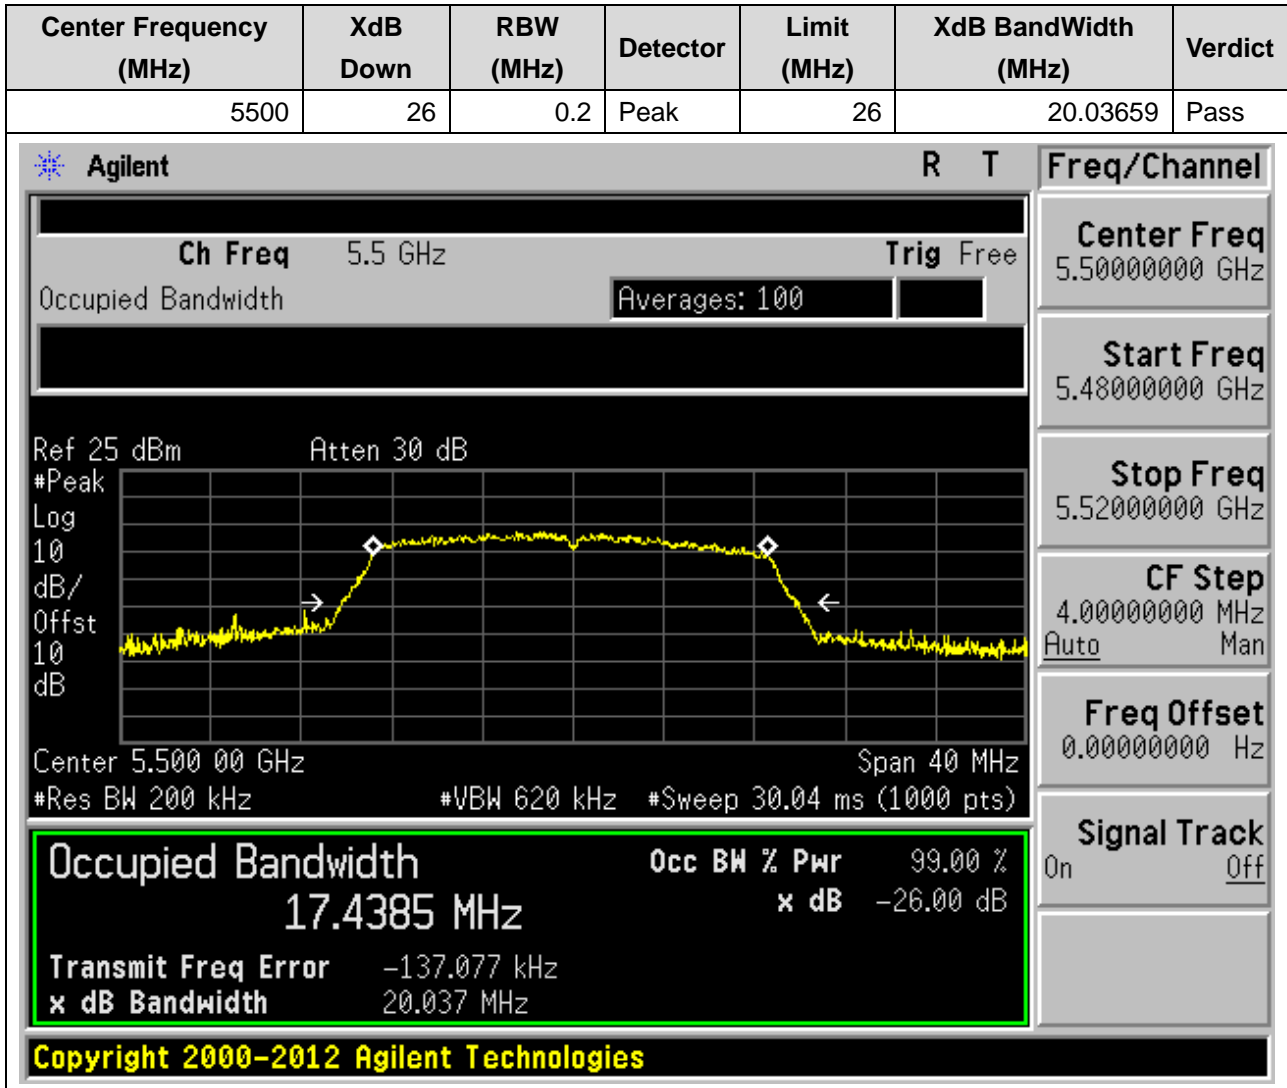 Center Frequency (MHz) XdB Down RBW (MHz) Detector Limit (MHz) XdB BandWidth (MHz) Verdict
5500 26 0.2 Peak 26 20.03659 Pass
Agilent R T Freq/Channel
Ch Freq 5.5 GHz Trig Free
Occupied Bandwidth Averages: 100
Center Freq
5.50000000 GHz
Start Freq
5.48000000 GHz
Stop Freq
5.52000000 GHz
CF Step
4.00000000 MHz
Auto Man
Freq Offset
0.00000000 Hz
Signal Track
On Off
Ref 25 dBm Atten 30 dB
#Peak
Log
10
dB/
Offst
10
dB
Center 5.500 00 GHz Span 40 MHz
#Res BW 200 kHz #VBW 620 kHz #Sweep 30.04 ms (1000 pts)
Occupied Bandwidth Occ BW % Pwr 99.00 %
17.4385 MHz x dB -26.00 dB
Transmit Freq Error -137.077 kHz
x dB Bandwidth 20.037 MHz
Copyright 2000-2012 Agilent Technologies